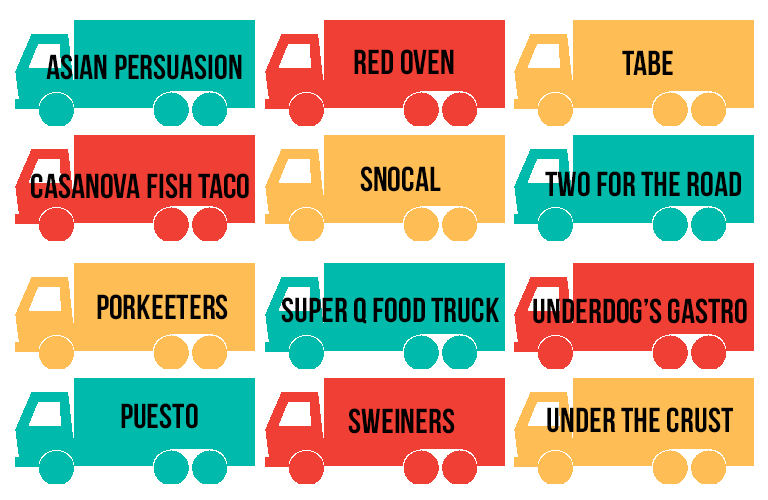 ASIAN PERSUASION
RED OVEN
TABE
CASANOVA FISH TACO
SNOCAL
TWO FOR THE ROAD
PORKEETERS
SUPER Q FOOD TRUCK
UNDERDOG'S GASTRO
PUESTO
SWEINERS
UNDER THE CRUST